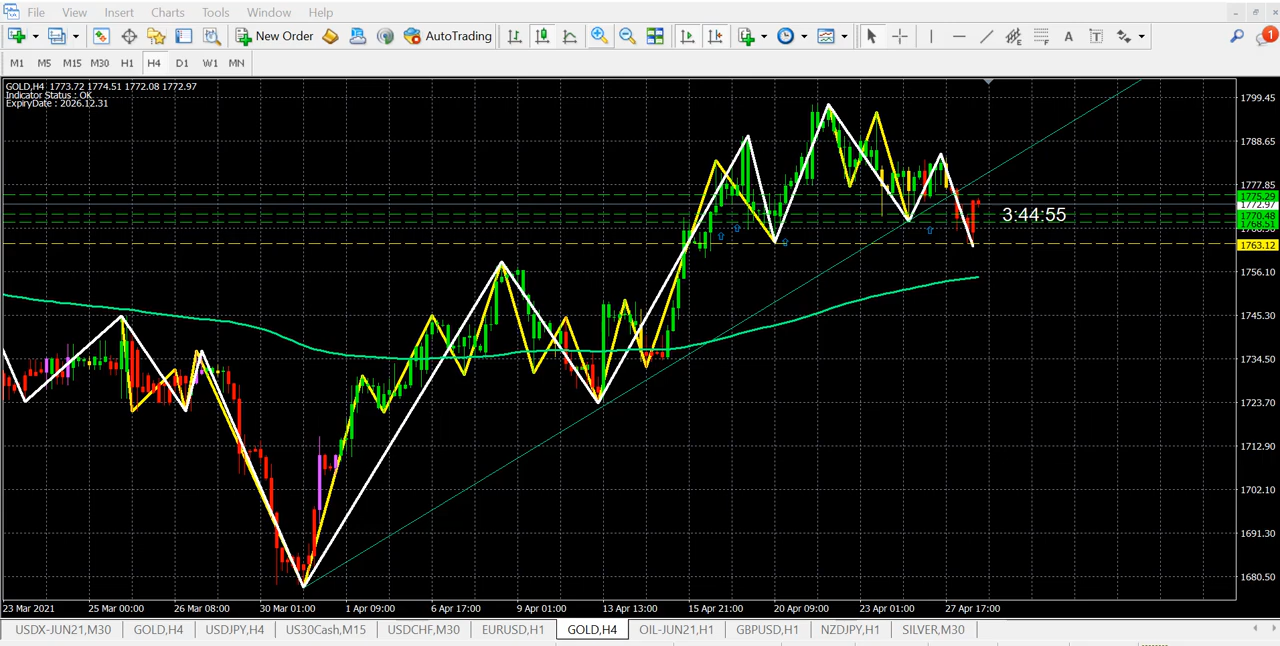 File View Insert Charts Tools Window Help
New Order AutoTrading 1
M1 M5 M15 M30 H1 H4 D1 W1 MN
GOLD,H4 1773.72 1774.51 1772.08 1772.97
Indicator Status : OK
ExpiryDate : 2026.12.31
1799.45
1788.65
1777.85
1775.29
1772.97
1770.48
1763.12
1756.10
1745.30
1734.50
1723.70
1712.90
1702.10
1691.30
1680.50
3:44:55
23 Mar 2021 25 Mar 00:00 26 Mar 08:00 30 Mar 01:00 1 Apr 09:00 6 Apr 17:00 9 Apr 01:00 13 Apr 13:00 15 Apr 21:00 20 Apr 09:00 23 Apr 01:00 27 Apr 17:00
USDX-JUN21,M30 GOLD,H4 USDJPY,H4 US30Cash,M15 USDCHF,M30 EURUSD,H1 GOLD,H4 OIL-JUN21,H1 GBPUSD,H1 NZDJPY,H1 SILVER,M30